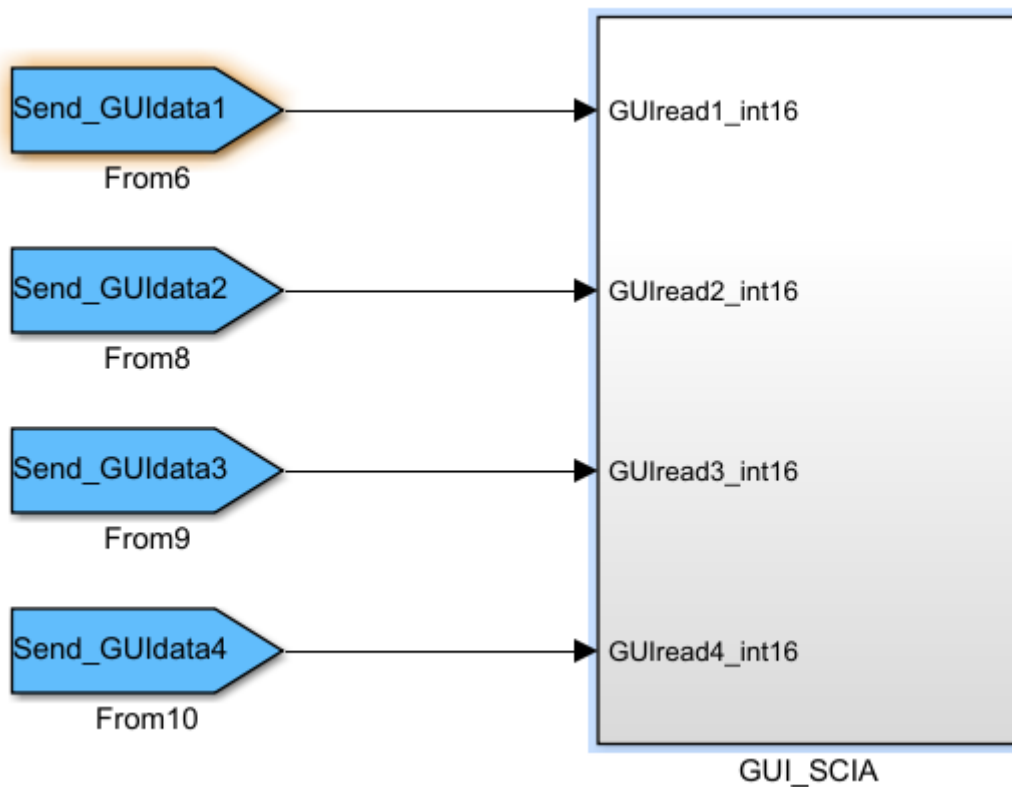 Send_GUIdata1
GUIread1_int16
From6
Send_GUIdata2
GUIread2_int16
From8
Send_GUIdata3
GUIread3_int16
From9
Send_GUIdata4
GUIread4_int16
From10
GUI_SCIA